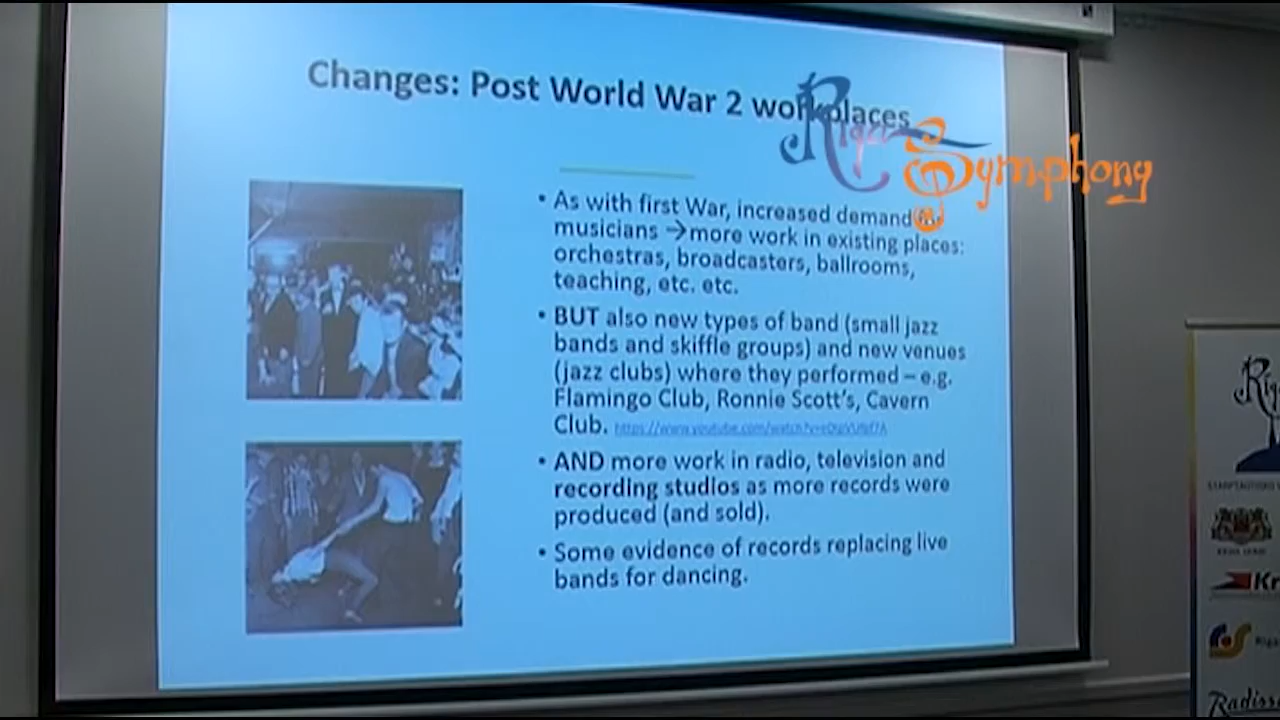 Changes: Post World War 2 workplaces
Riga
Symphony
• As with first War, increased demand for
musicians →more work in existing places:
orchestras, broadcasters, ballrooms,
teaching, etc. etc.
• BUT also new types of band (small jazz
bands and skiffle groups) and new venues
(jazz clubs) where they performed – e.g.
Flamingo Club, Ronnie Scott's, Cavern
Club.
• AND more work in radio, television and
recording studios as more records were
produced (and sold).
• Some evidence of records replacing live
bands for dancing.
Kr
Radiss